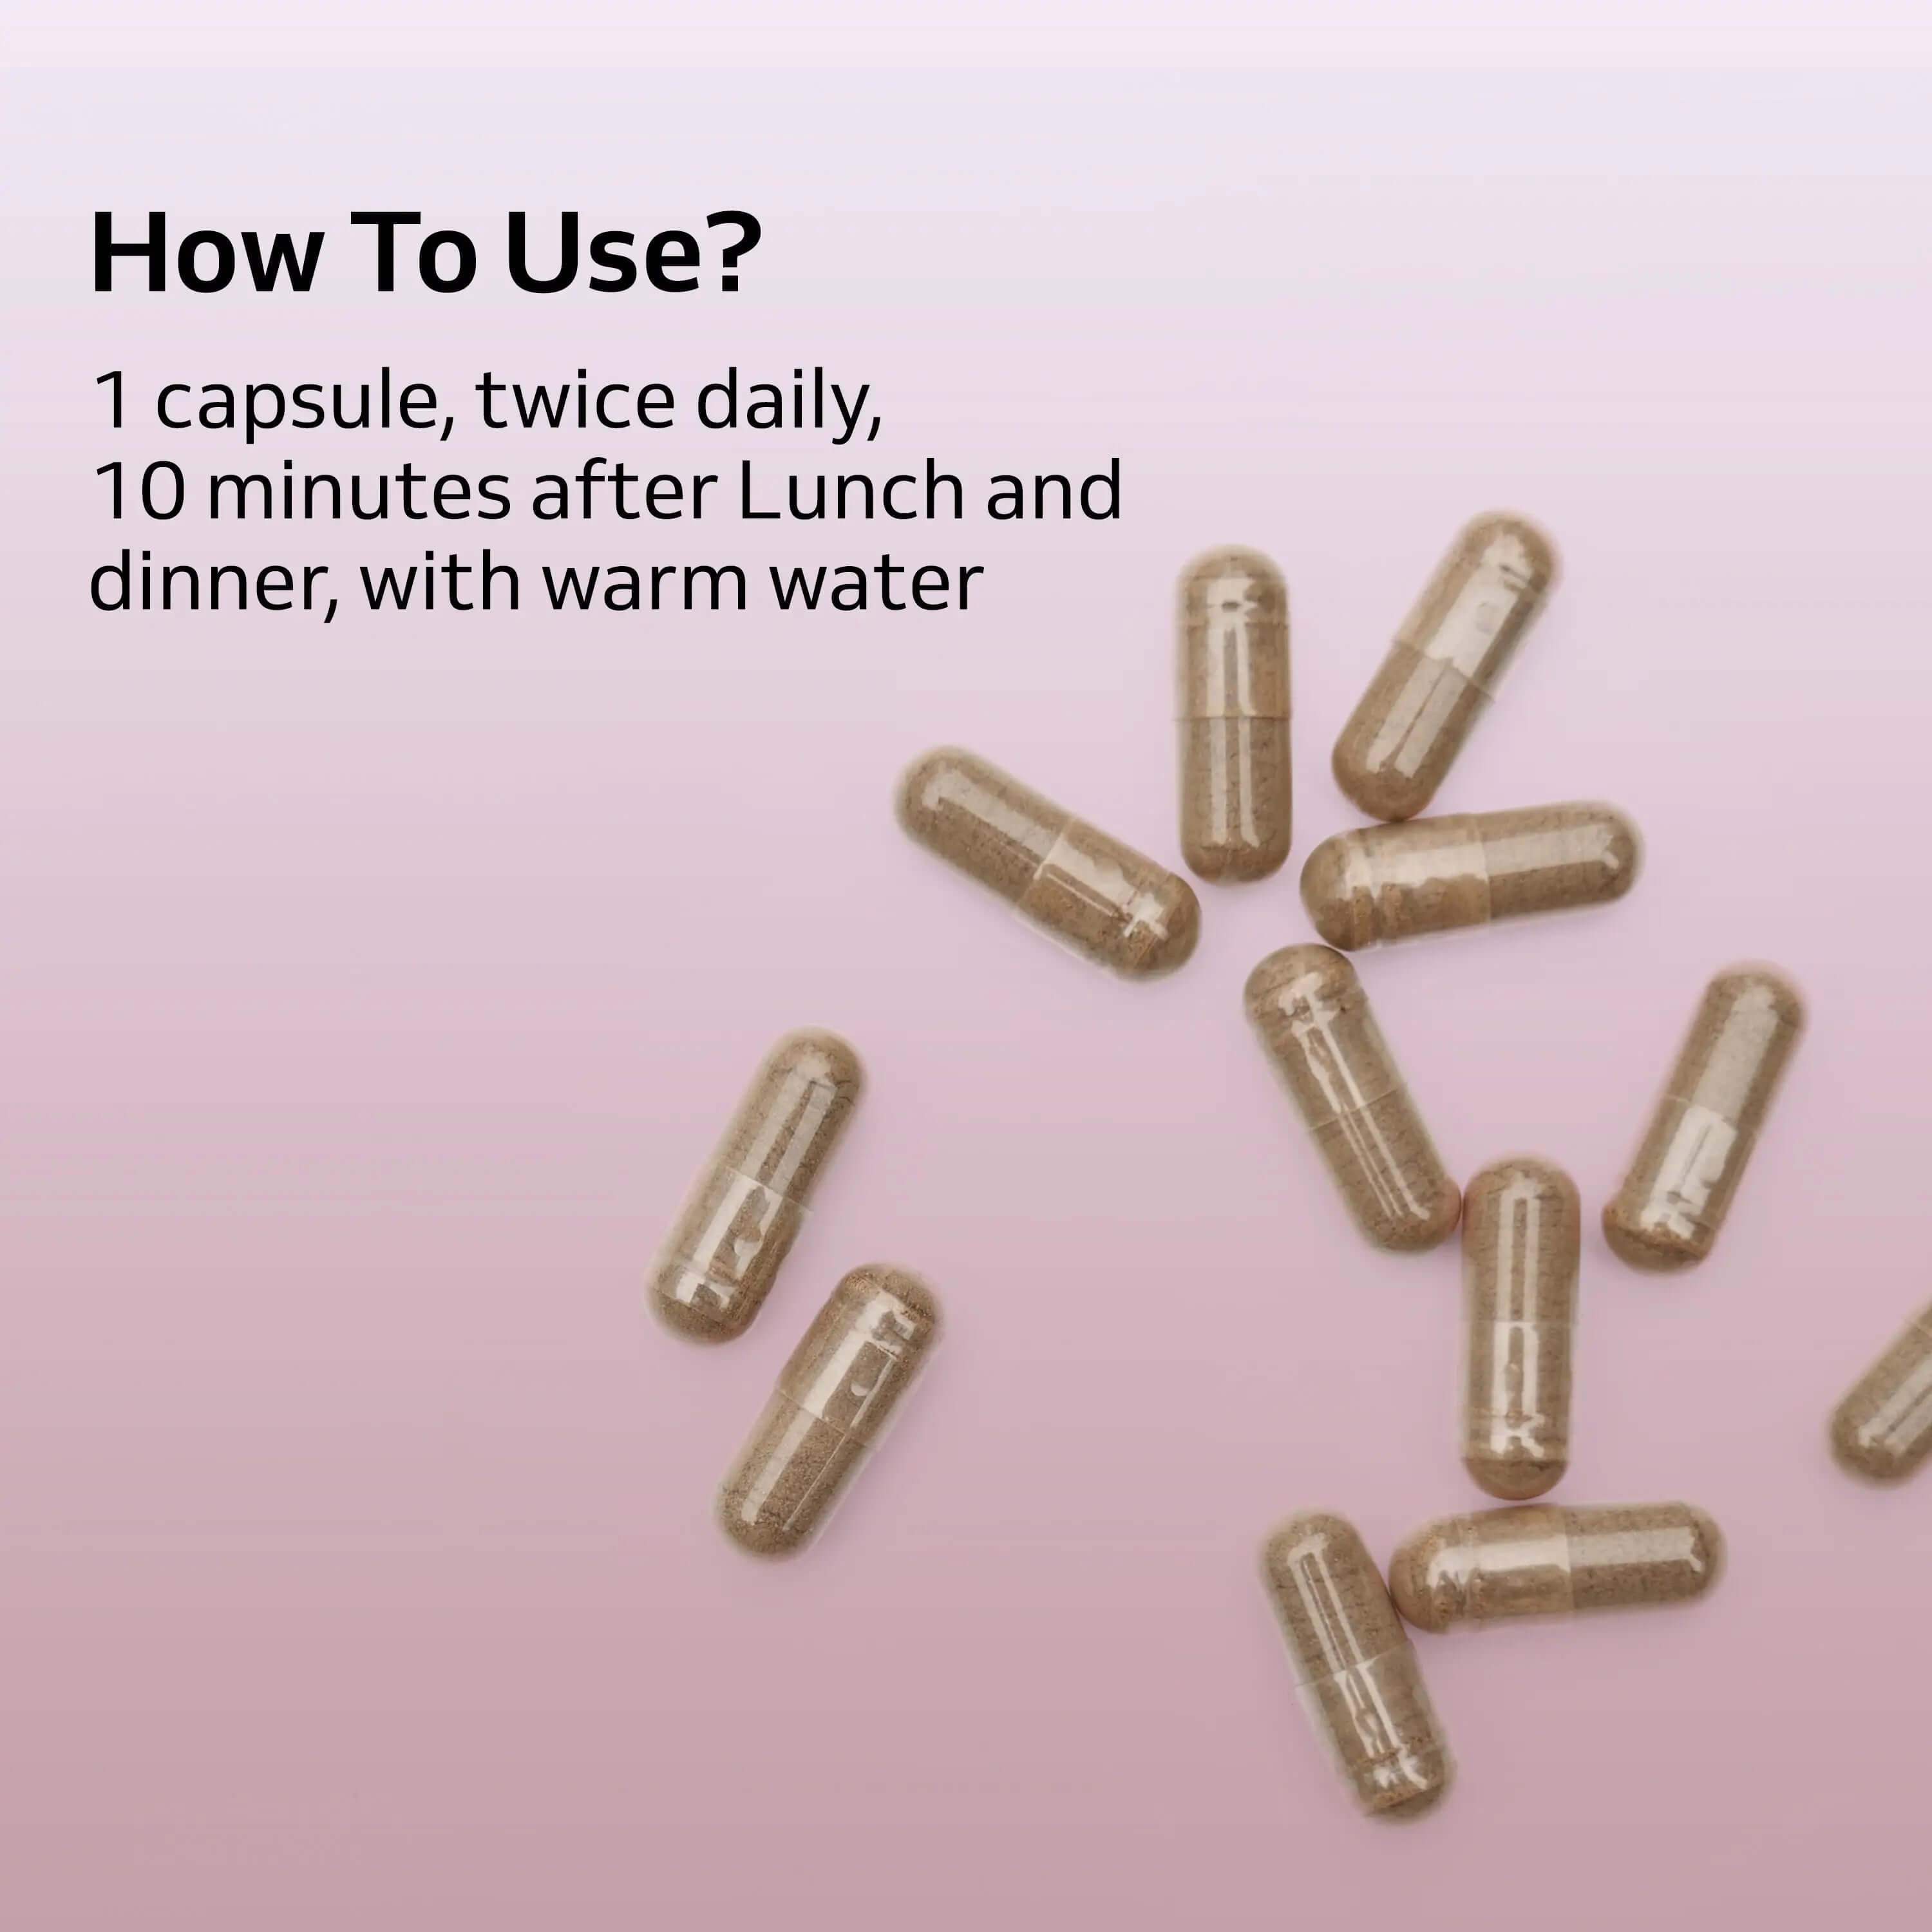 How To Use?
1 capsule, twice daily,
10 minutes after Lunch and
dinner, with warm water